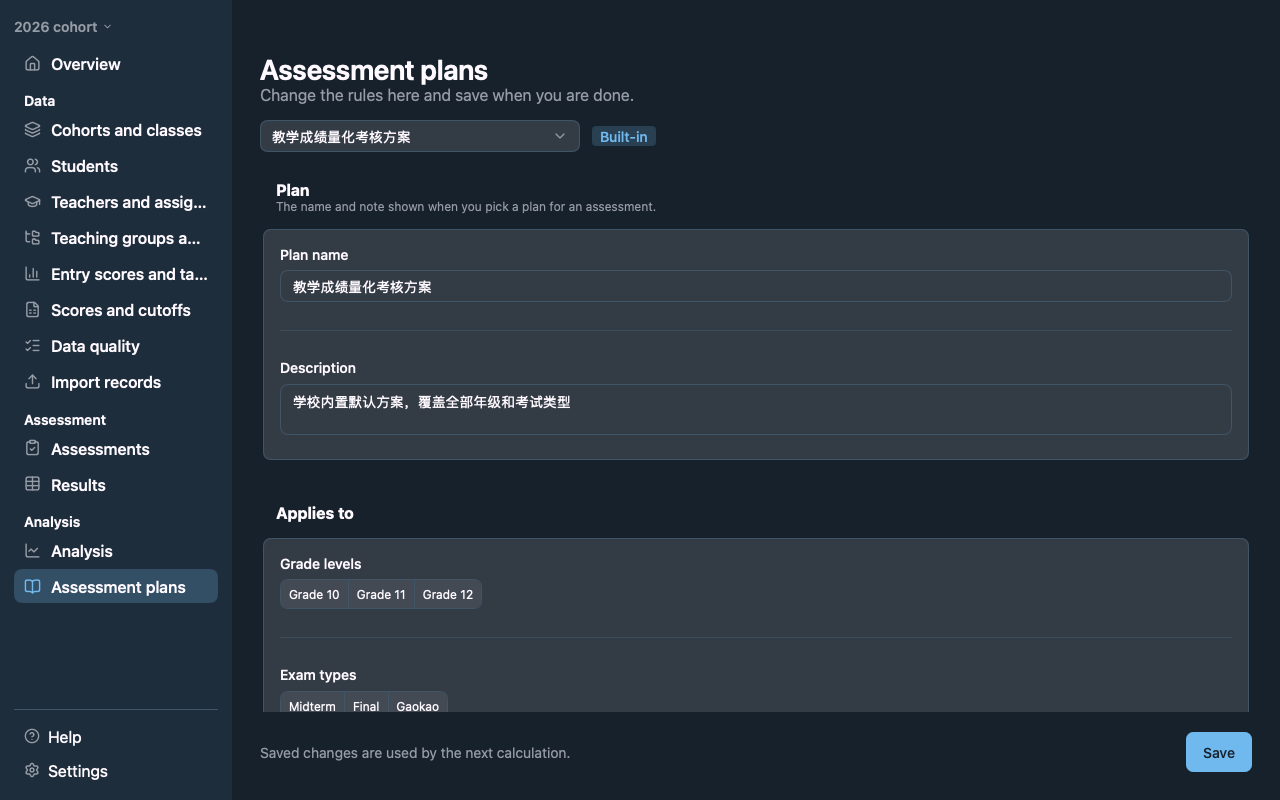 2026 cohort
Overview
Data
Cohorts and classes
Students
Teachers and assig...
Teaching groups a...
Entry scores and ta...
Scores and cutoffs
Data quality
Import records
Assessment
Assessments
Results
Analysis
Analysis
Assessment plans
Help
Settings
Assessment plans
Change the rules here and save when you are done.
教学成绩量化考核方案
Built-in
Plan
The name and note shown when you pick a plan for an assessment.
Plan name
教学成绩量化考核方案
Description
学校内置默认方案，覆盖全部年级和考试类型
Applies to
Grade levels
Grade 10 Grade 11 Grade 12
Exam types
Midterm Final Gaokao
Saved changes are used by the next calculation.
Save